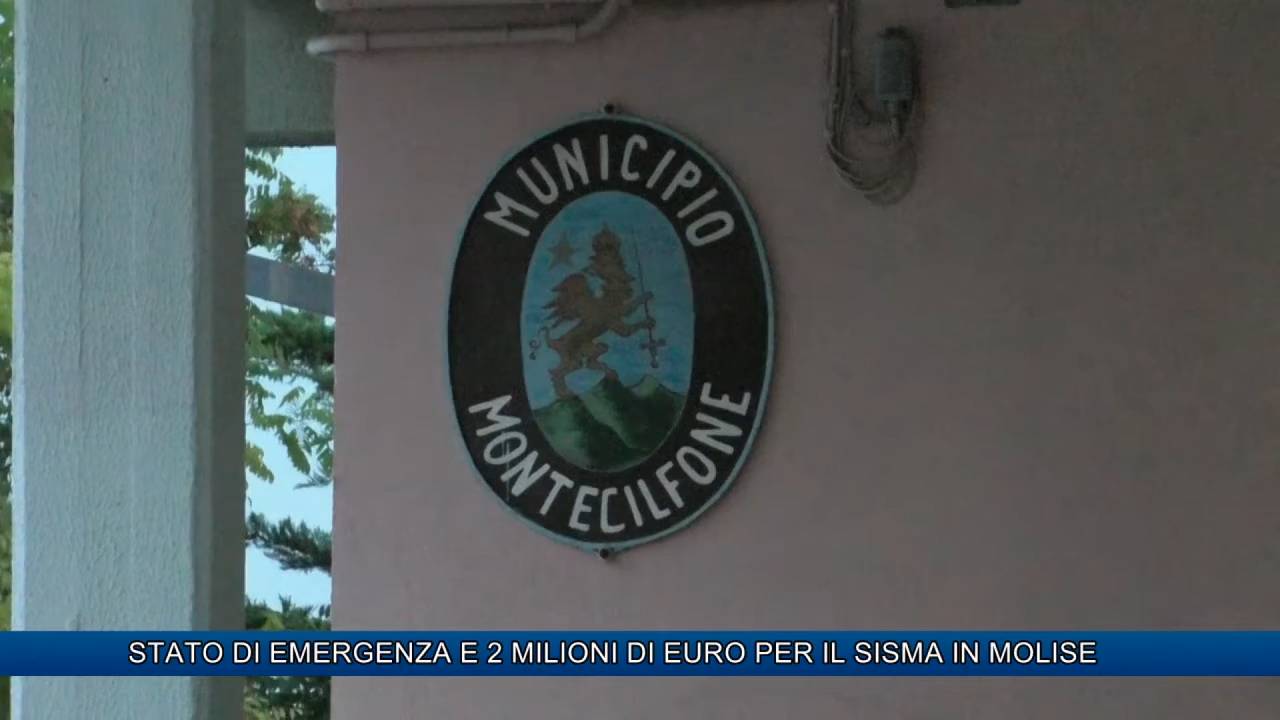 MUNICIPIO
MONTECILFONE
STATO DI EMERGENZA E 2 MILIONI DI EURO PER IL SISMA IN MOLISE